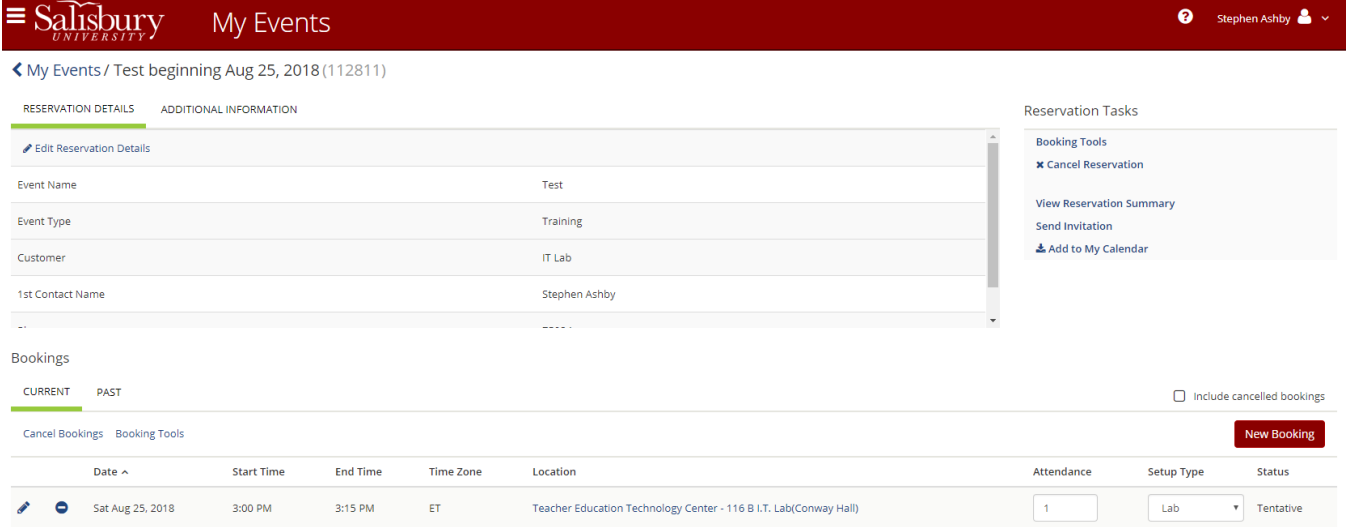 Salisbury
UNIVERSITY
My Events
Stephen Ashby
My Events / Test beginning Aug 25, 2018 (112811)
RESERVATION DETAILS ADDITIONAL INFORMATION
Edit Reservation Details
Event Name Test
Event Type Training
Customer IT Lab
1st Contact Name Stephen Ashby
Reservation Tasks
Booking Tools
Cancel Reservation
View Reservation Summary
Send Invitation
Add to My Calendar
Bookings
CURRENT PAST
Include cancelled bookings
Cancel Bookings Booking Tools
New Booking
Date Start Time End Time Time Zone Location Attendance Setup Type Status
Sat Aug 25, 2018 3:00 PM 3:15 PM ET Teacher Education Technology Center - 116 B I.T. Lab(Conway Hall) 1 Lab Tentative